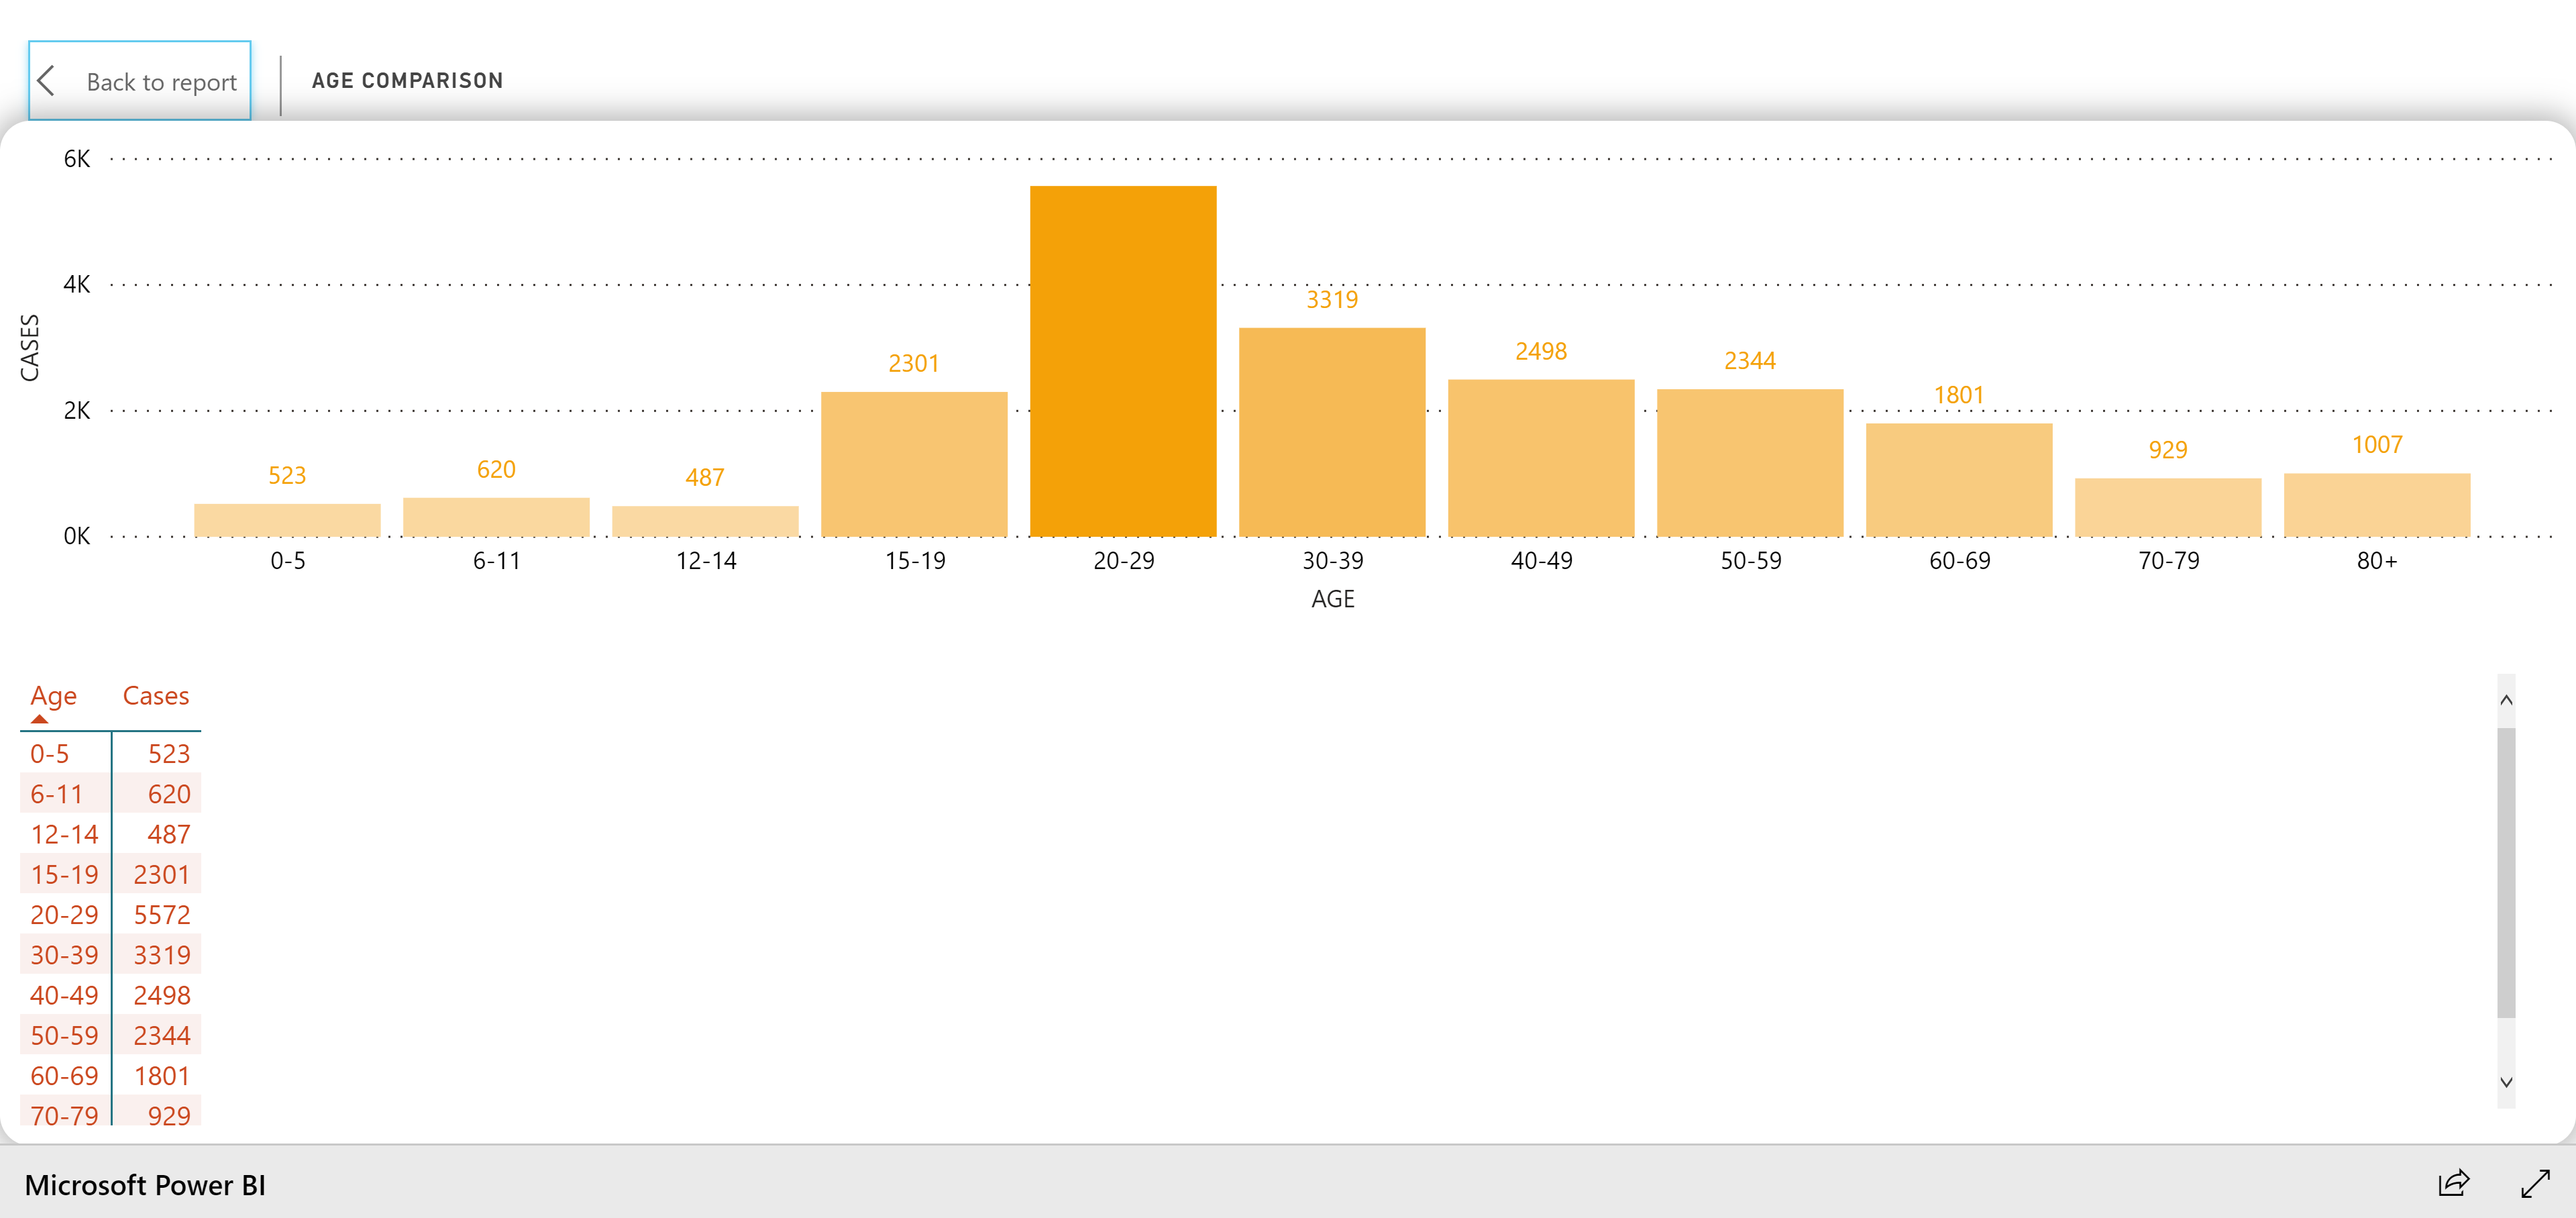 Back to report
AGE COMPARISON
6K
4K
2K
0K
CASES
523
620
487
2301
3319
2498
2344
1801
929
1007
0-5 6-11 12-14 15-19 20-29 30-39 40-49 50-59 60-69 70-79 80+
AGE
Age Cases
0-5 523
6-11 620
12-14 487
15-19 2301
20-29 5572
30-39 3319
40-49 2498
50-59 2344
60-69 1801
70-79 929
Microsoft Power BI